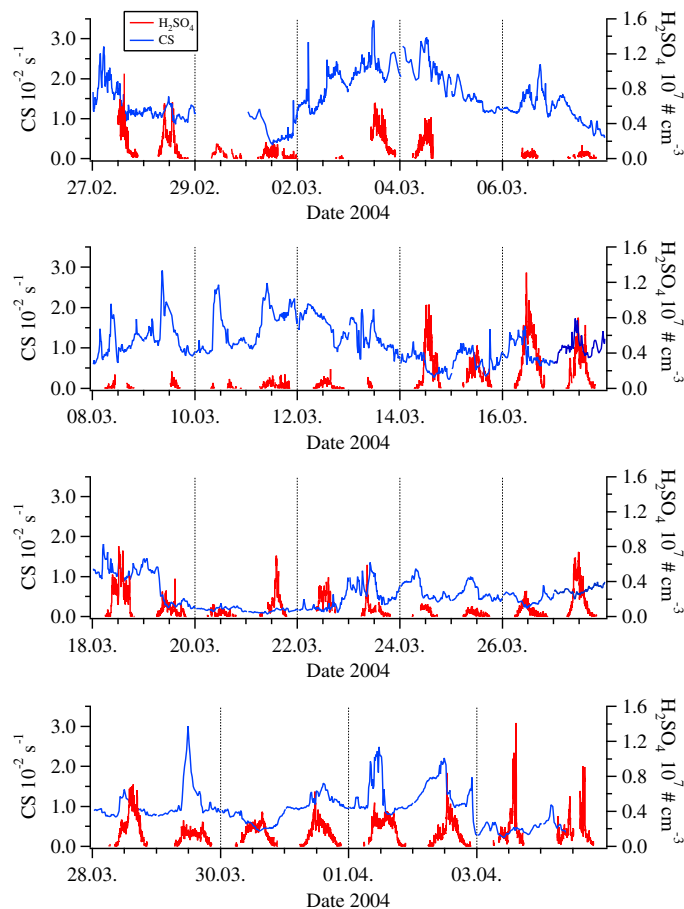 H₂SO₄
CS
3.0
2.0
1.0
0.0
CS 10⁻² s⁻¹
1.6
1.2
0.8
0.4
0.0
H₂SO₄ 10⁷ # cm⁻³
27.02. 29.02. 02.03. 04.03. 06.03.
Date 2004
3.0
2.0
1.0
0.0
CS 10⁻² s⁻¹
1.6
1.2
0.8
0.4
0.0
H₂SO₄ 10⁷ # cm⁻³
08.03. 10.03. 12.03. 14.03. 16.03.
Date 2004
3.0
2.0
1.0
0.0
CS 10⁻² s⁻¹
1.6
1.2
0.8
0.4
0.0
H₂SO₄ 10⁷ # cm⁻³
18.03. 20.03. 22.03. 24.03. 26.03.
Date 2004
3.0
2.0
1.0
0.0
CS 10⁻² s⁻¹
1.6
1.2
0.8
0.4
0.0
H₂SO₄ 10⁷ # cm⁻³
28.03. 30.03. 01.04. 03.04.
Date 2004